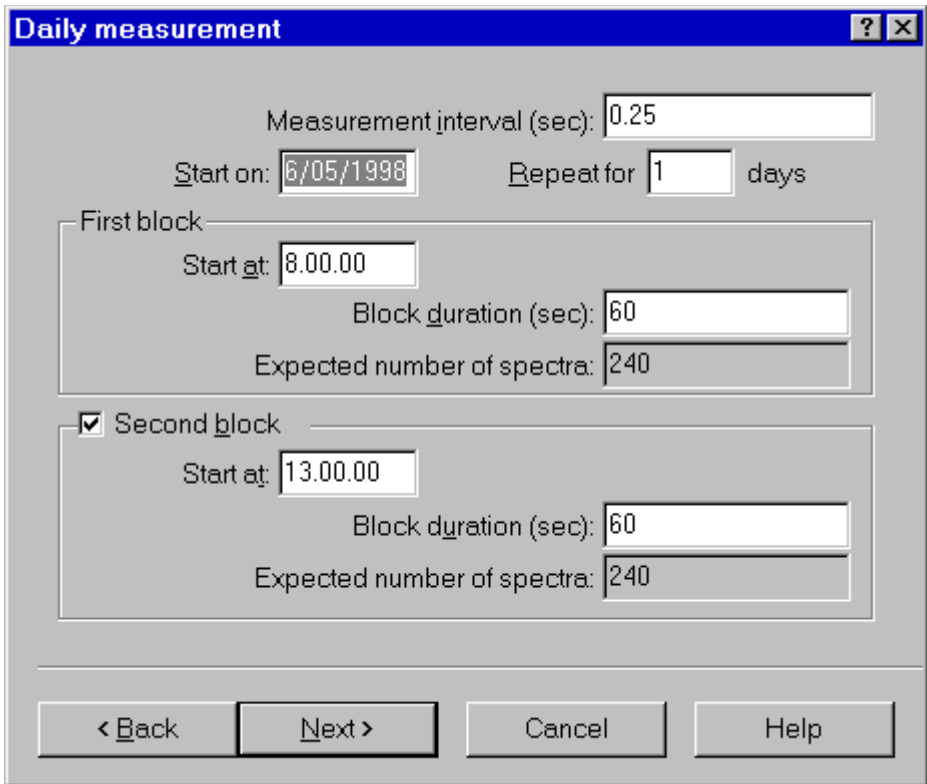 Daily measurement
Measurement interval (sec): 0.25
Start on: 6/05/1998 Repeat for 1 days
First block
Start at: 8.00.00
Block duration (sec): 60
Expected number of spectra: 240
Second block
Start at: 13.00.00
Block duration (sec): 60
Expected number of spectra: 240
< Back Next > Cancel Help